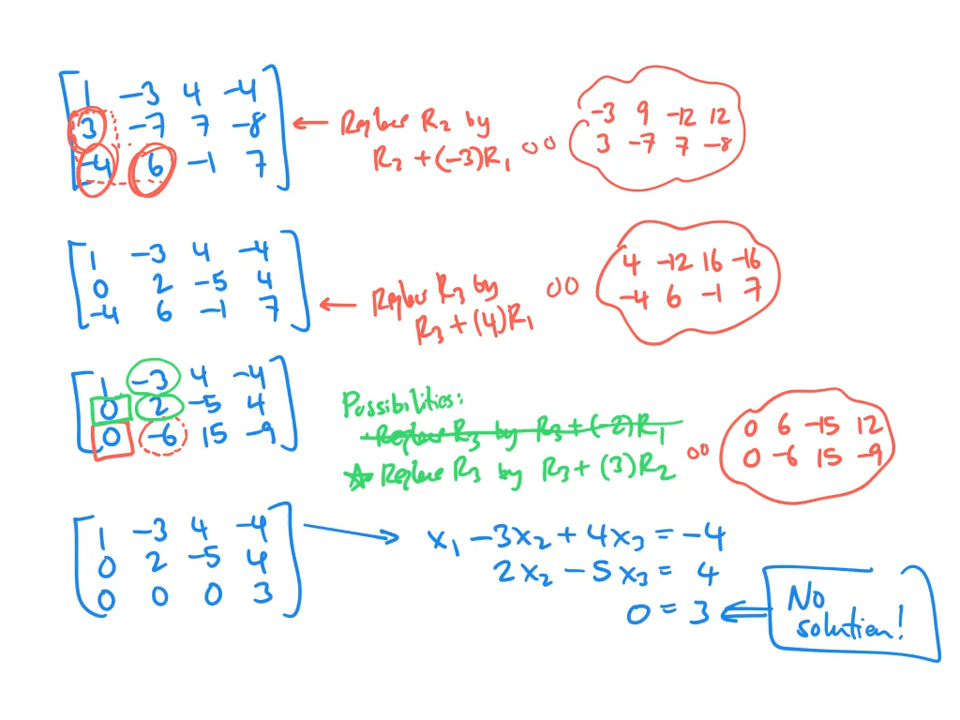 1 -3 4 -4
3 -7 7 -8
-4 6 -1 7
← Replace R2 by
R2 + (-3)R1
-3 9 -12 12
3 -7 7 -8
1 -3 4 -4
0 2 -5 4
-4 6 -1 7
← Replace R3 by
R3 + (4)R1
4 -12 16 -16
-4 6 -1 7
1 -3 4 -4
0 2 -5 4
0 -6 15 -9
Possibilities:
Replace R3 by R3 + (-2)R1
☆ Replace R3 by R3 + (3)R2
0 6 -15 12
0 -6 15 -9
1 -3 4 -4
0 2 -5 4
0 0 0 3
x1 - 3x2 + 4x3 = -4
2x2 - 5x3 = 4
0 = 3
No
solution!